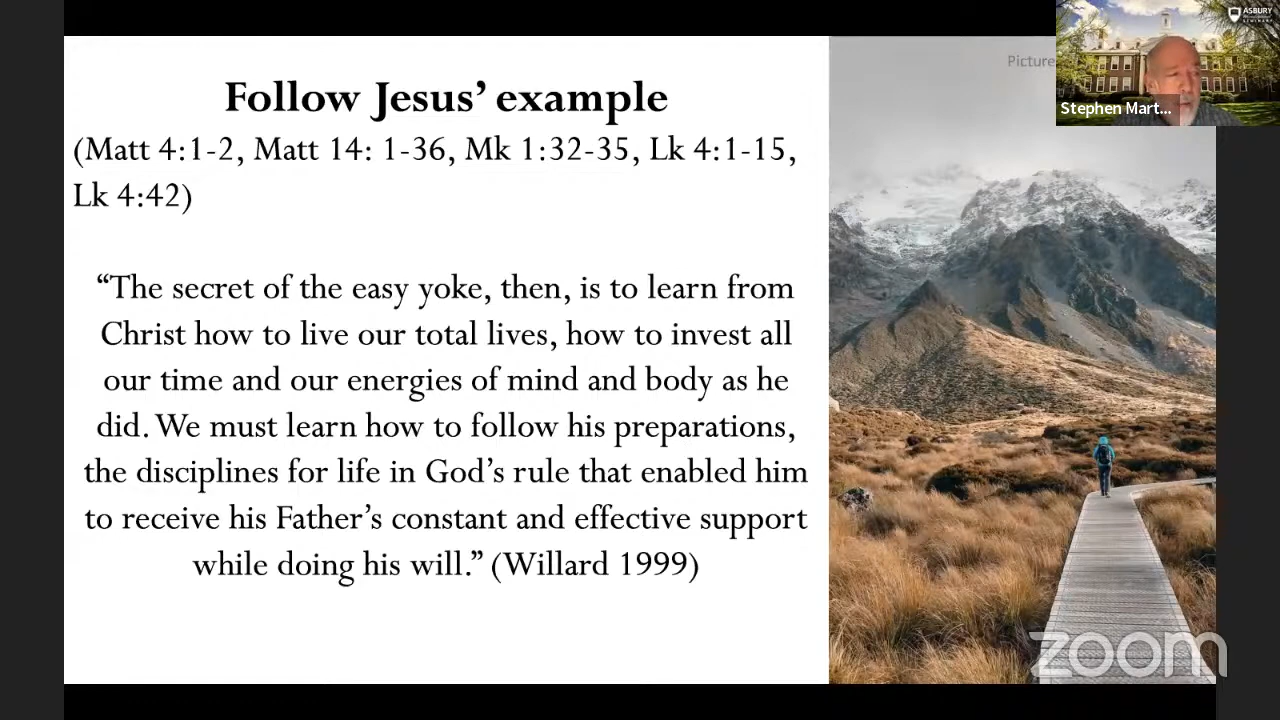 Follow Jesus’ example
(Matt 4:1-2, Matt 14: 1-36, Mk 1:32-35, Lk 4:1-15,
Lk 4:42)
“The secret of the easy yoke, then, is to learn from
Christ how to live our total lives, how to invest all
our time and our energies of mind and body as he
did. We must learn how to follow his preparations,
the disciplines for life in God’s rule that enabled him
to receive his Father’s constant and effective support
while doing his will.” (Willard 1999)
Picture
ASBURY
Stephen Mart...
zoom